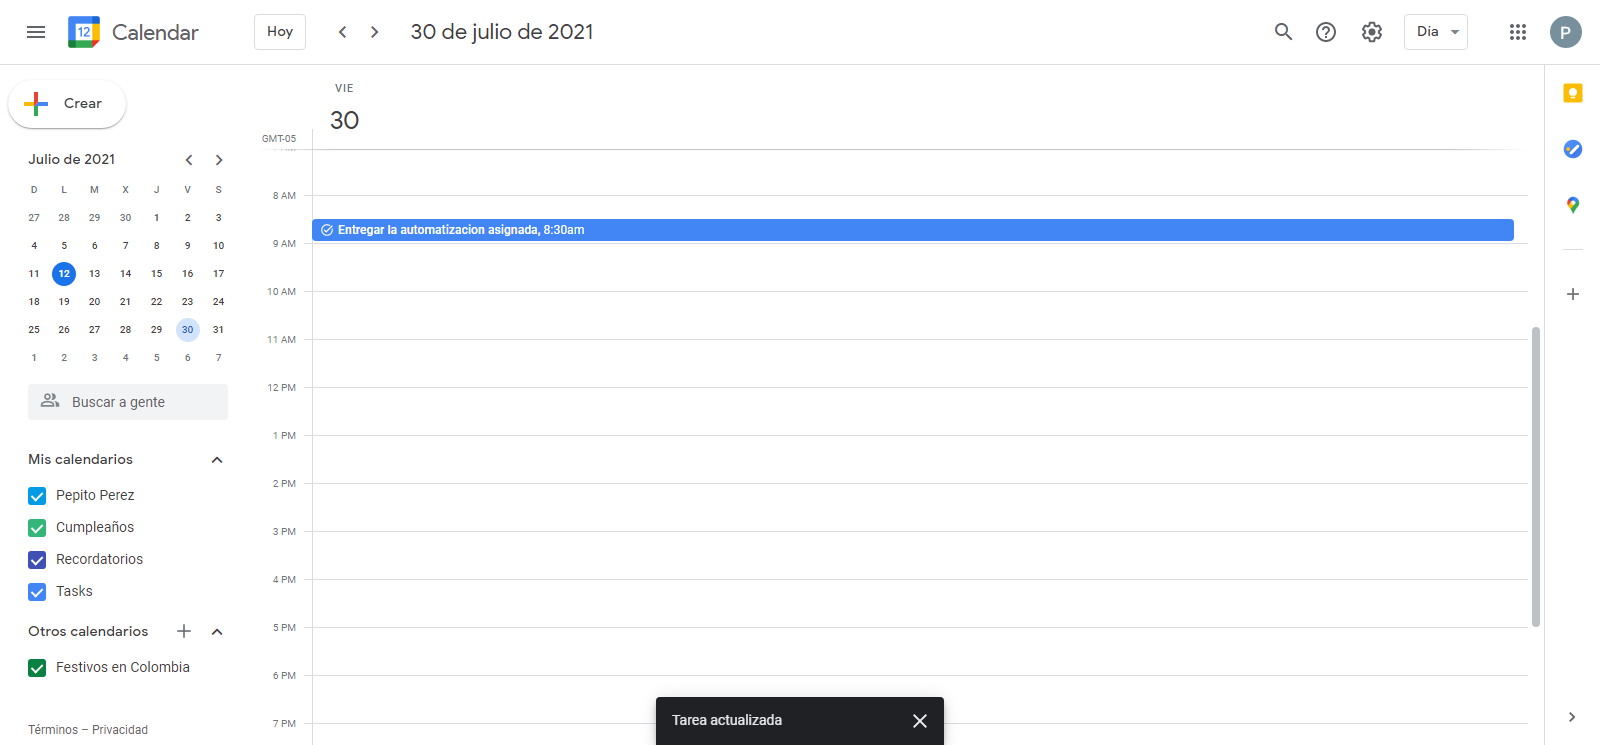 12 Calendar Hoy 30 de julio de 2021 Día P
Crear
Julio de 2021
D L M X J V S
27 28 29 30 1 2 3
4 5 6 7 8 9 10
11 12 13 14 15 16 17
18 19 20 21 22 23 24
25 26 27 28 29 30 31
1 2 3 4 5 6 7
Buscar a gente
Mis calendarios
Pepito Perez
Cumpleaños
Recordatorios
Tasks
Otros calendarios
Festivos en Colombia
Términos – Privacidad
VIE
30
GMT-05
8 AM
Entregar la automatizacion asignada, 8:30am
9 AM
10 AM
11 AM
12 PM
1 PM
2 PM
3 PM
4 PM
5 PM
6 PM
7 PM
Tarea actualizada